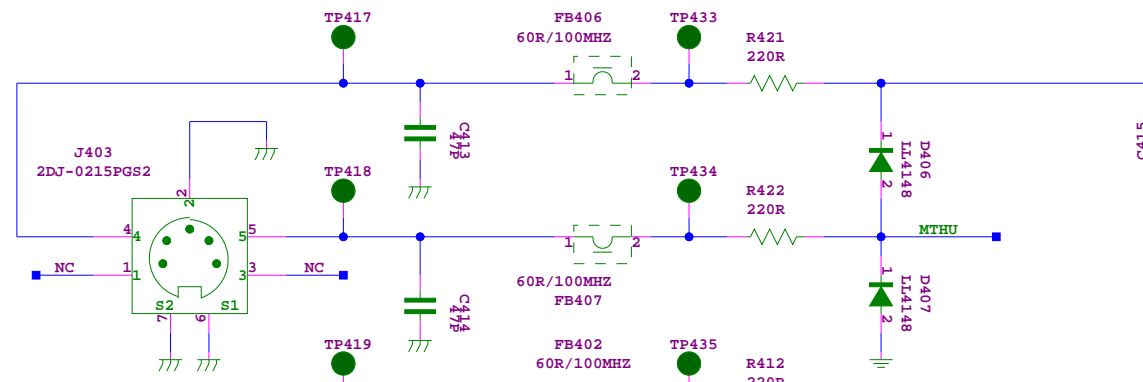 TP417
FB406
60R/100MHZ
TP433
R421
220R
1
2
C413
47P
1
D406
LL4148
2
J403
2DJ-0215PGS2
TP418
TP434
R422
220R
2
2
4
4
5
5
1
2
MTHU
NC
1
1
3
3
NC
60R/100MHZ
FB407
C414
47P
1
D407
LL4148
2
S2
S1
7
6
TP419
FB402
60R/100MHZ
TP435
R412
220R